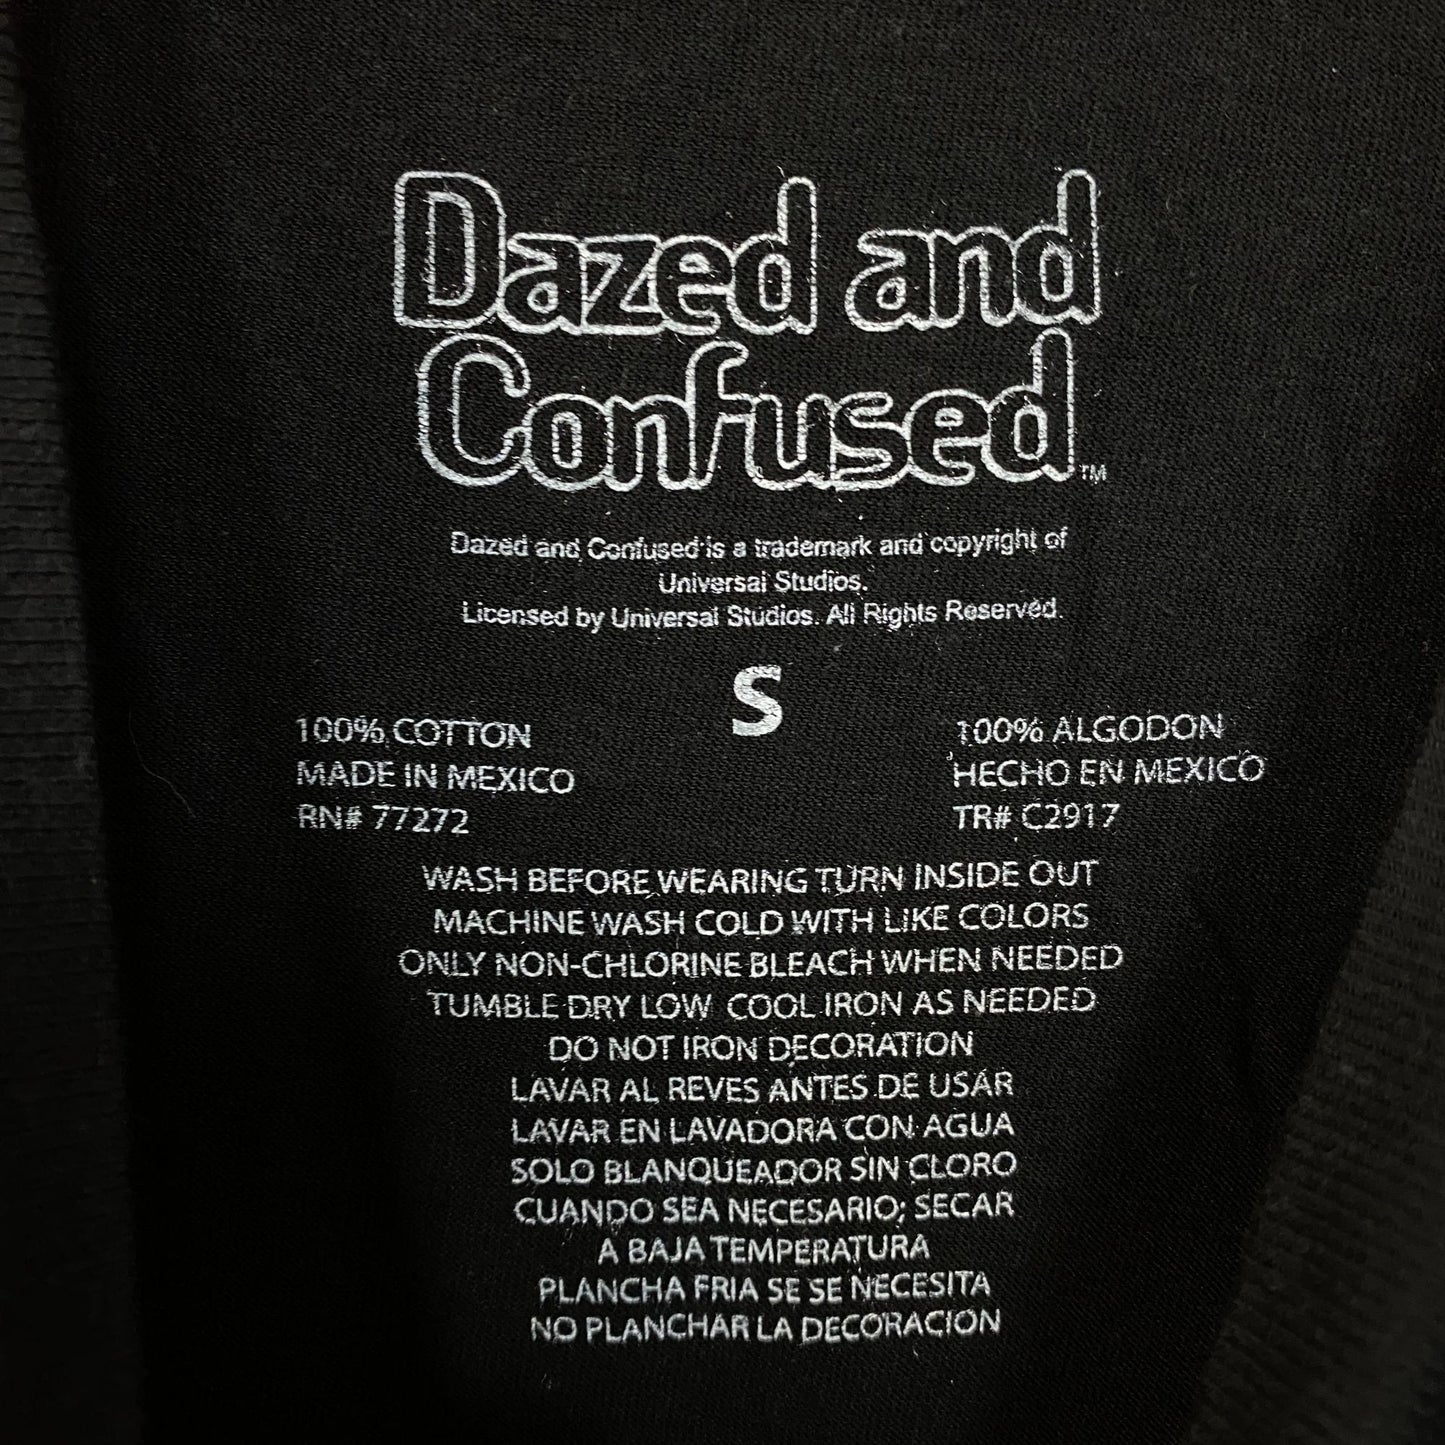 Dazed and
Confused™
Dazed and Confused is a trademark and copyright of
Universal Studios.
Licensed by Universal Studios. All Rights Reserved.
S
100% COTTON
MADE IN MEXICO
RN# 77272
100% ALGODON
HECHO EN MEXICO
TR# C2917
WASH BEFORE WEARING TURN INSIDE OUT
MACHINE WASH COLD WITH LIKE COLORS
ONLY NON-CHLORINE BLEACH WHEN NEEDED
TUMBLE DRY LOW COOL IRON AS NEEDED
DO NOT IRON DECORATION
LAVAR AL REVES ANTES DE USAR
LAVAR EN LAVADORA CON AGUA
SOLO BLANQUEADOR SIN CLORO
CUANDO SEA NECESARIO; SECAR
A BAJA TEMPERATURA
PLANCHA FRIA SE SE NECESITA
NO PLANCHAR LA DECORACION